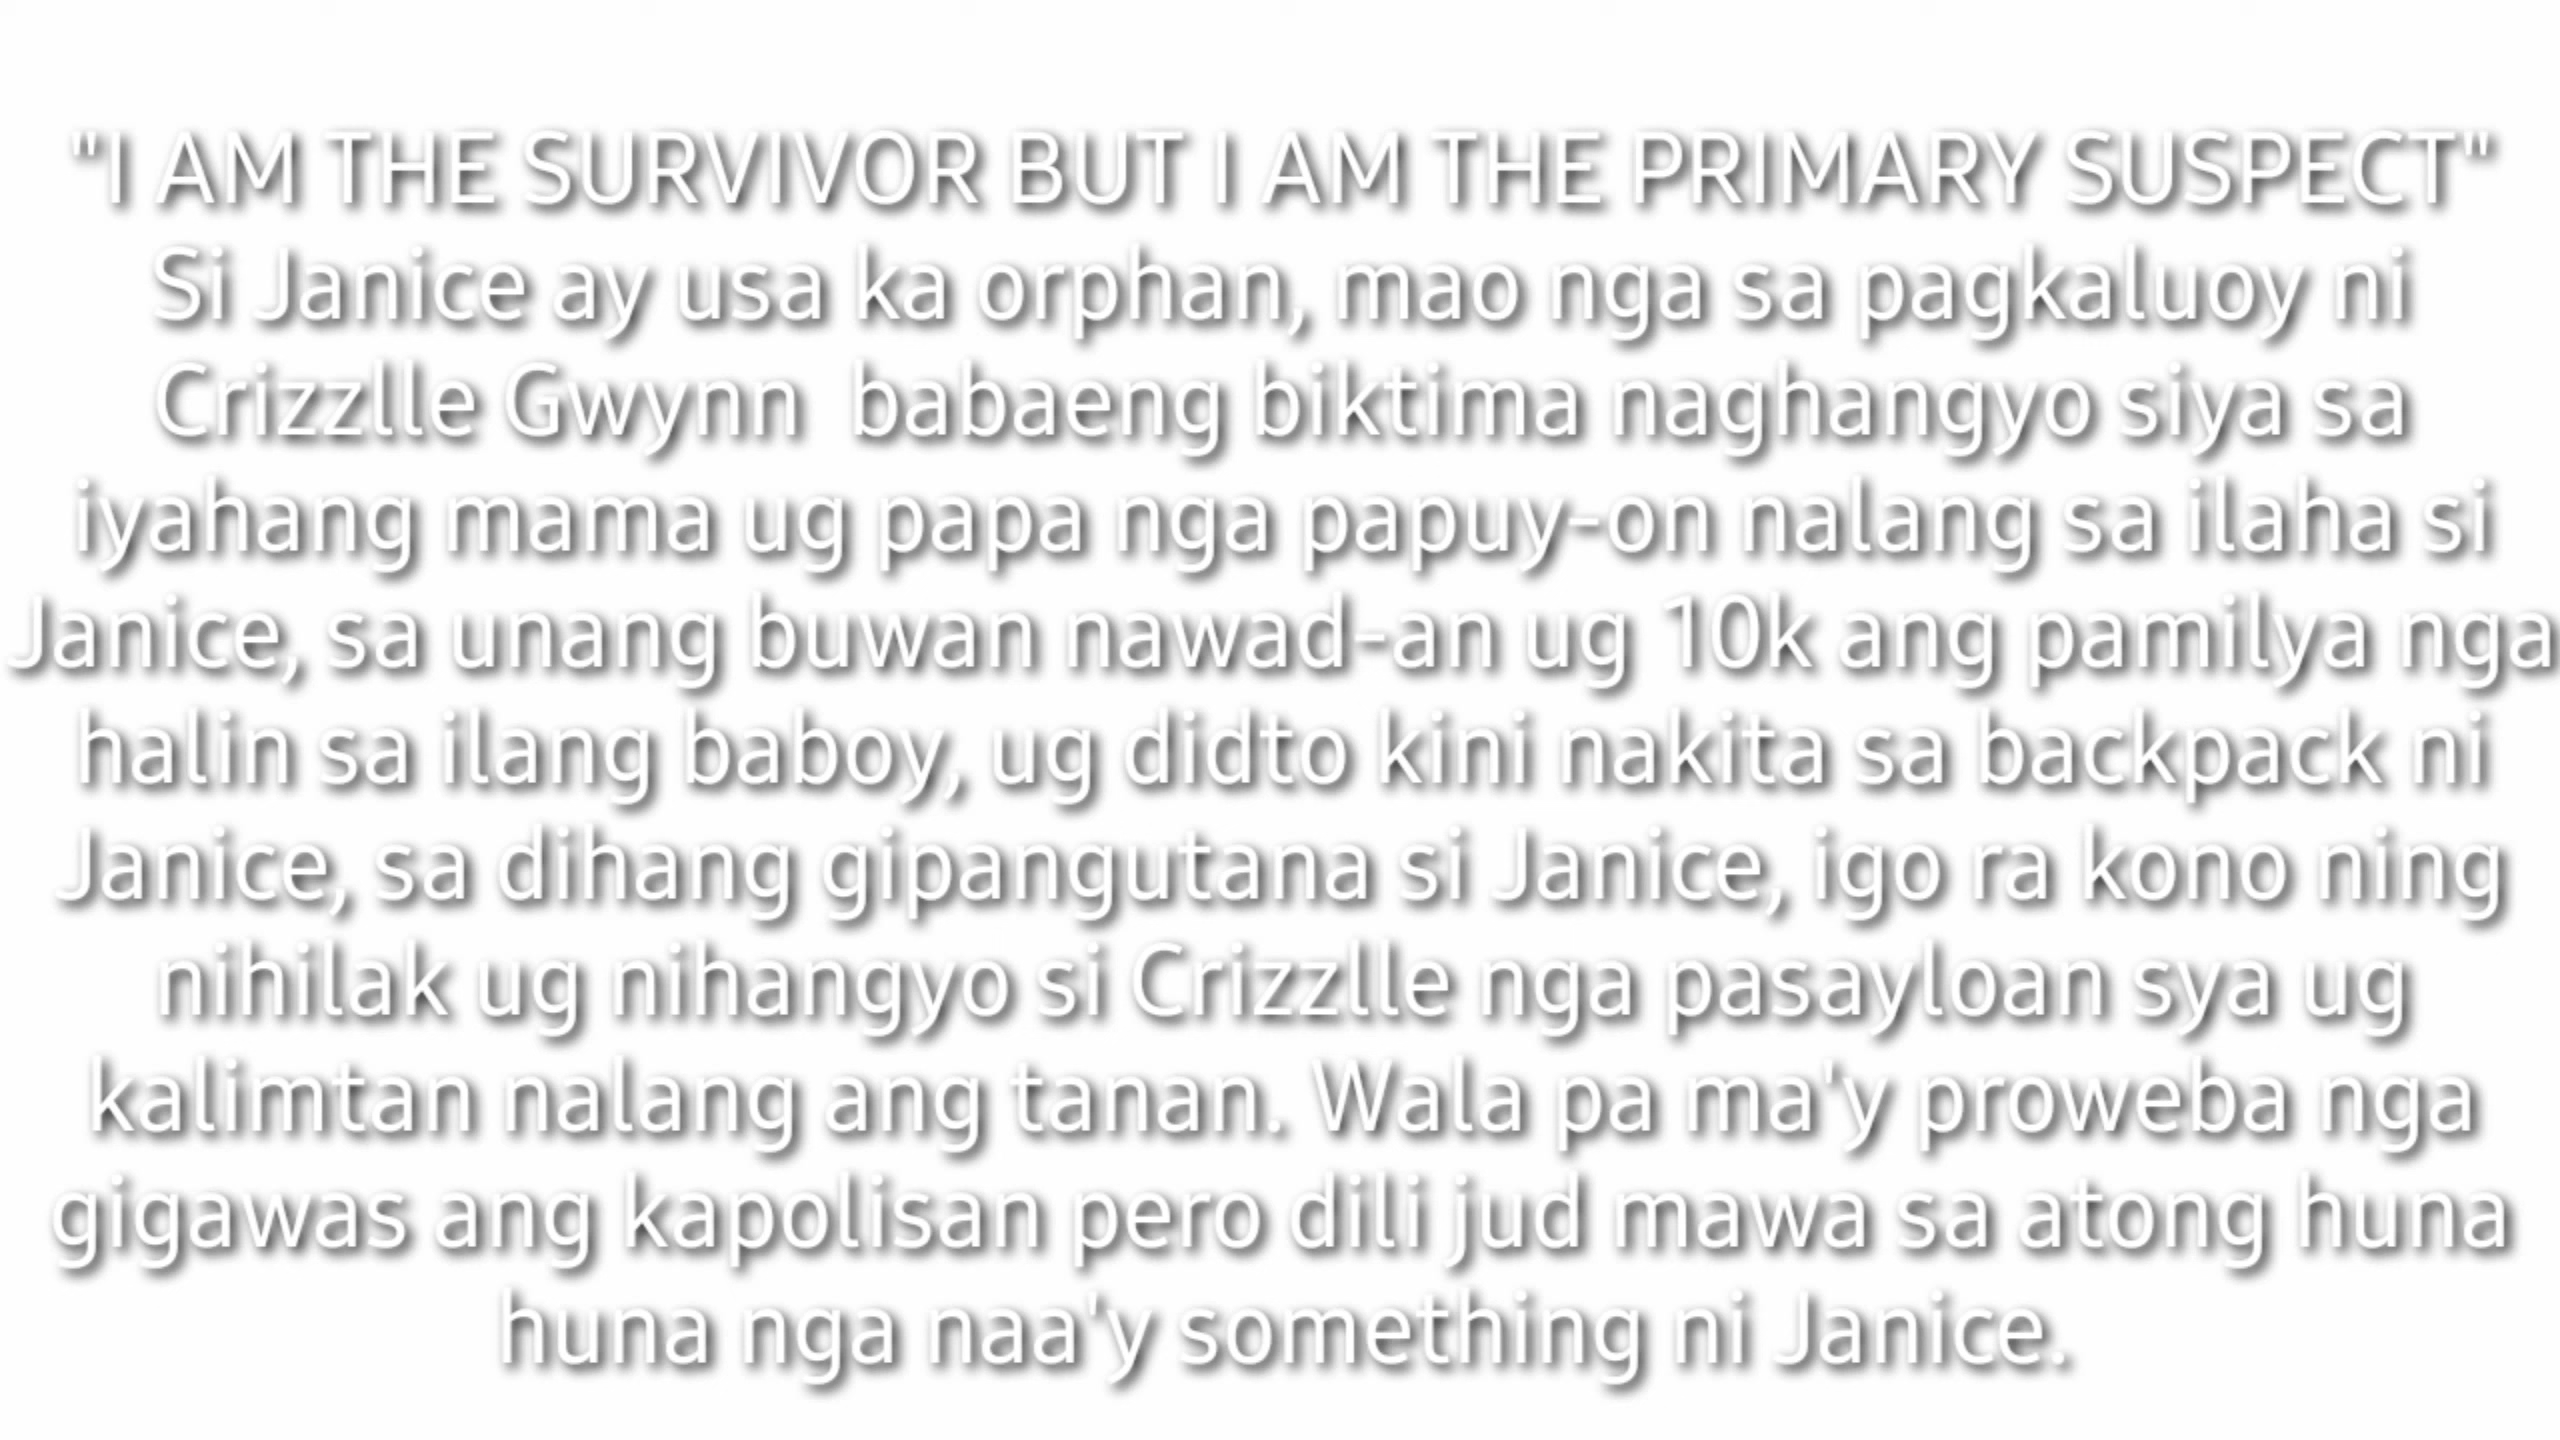 "I AM THE SURVIVOR BUT I AM THE PRIMARY SUSPECT"
Si Janice ay usa ka orphan, mao nga sa pagkaluoy ni
Crizzlle Gwynn  babaeng biktima naghangyo siya sa
iyahang mama ug papa nga papuy-on nalang sa ilaha si
Janice, sa unang buwan nawad-an ug 10k ang pamilya nga
halin sa ilang baboy, ug didto kini nakita sa backpack ni
Janice, sa dihang gipangutana si Janice, igo ra kono ning
nihilak ug nihangyo si Crizzlle nga pasayloan sya ug
kalimtan nalang ang tanan. Wala pa ma'y proweba nga
gigawas ang kapolisan pero dili jud mawa sa atong huna
huna nga naa'y something ni Janice.